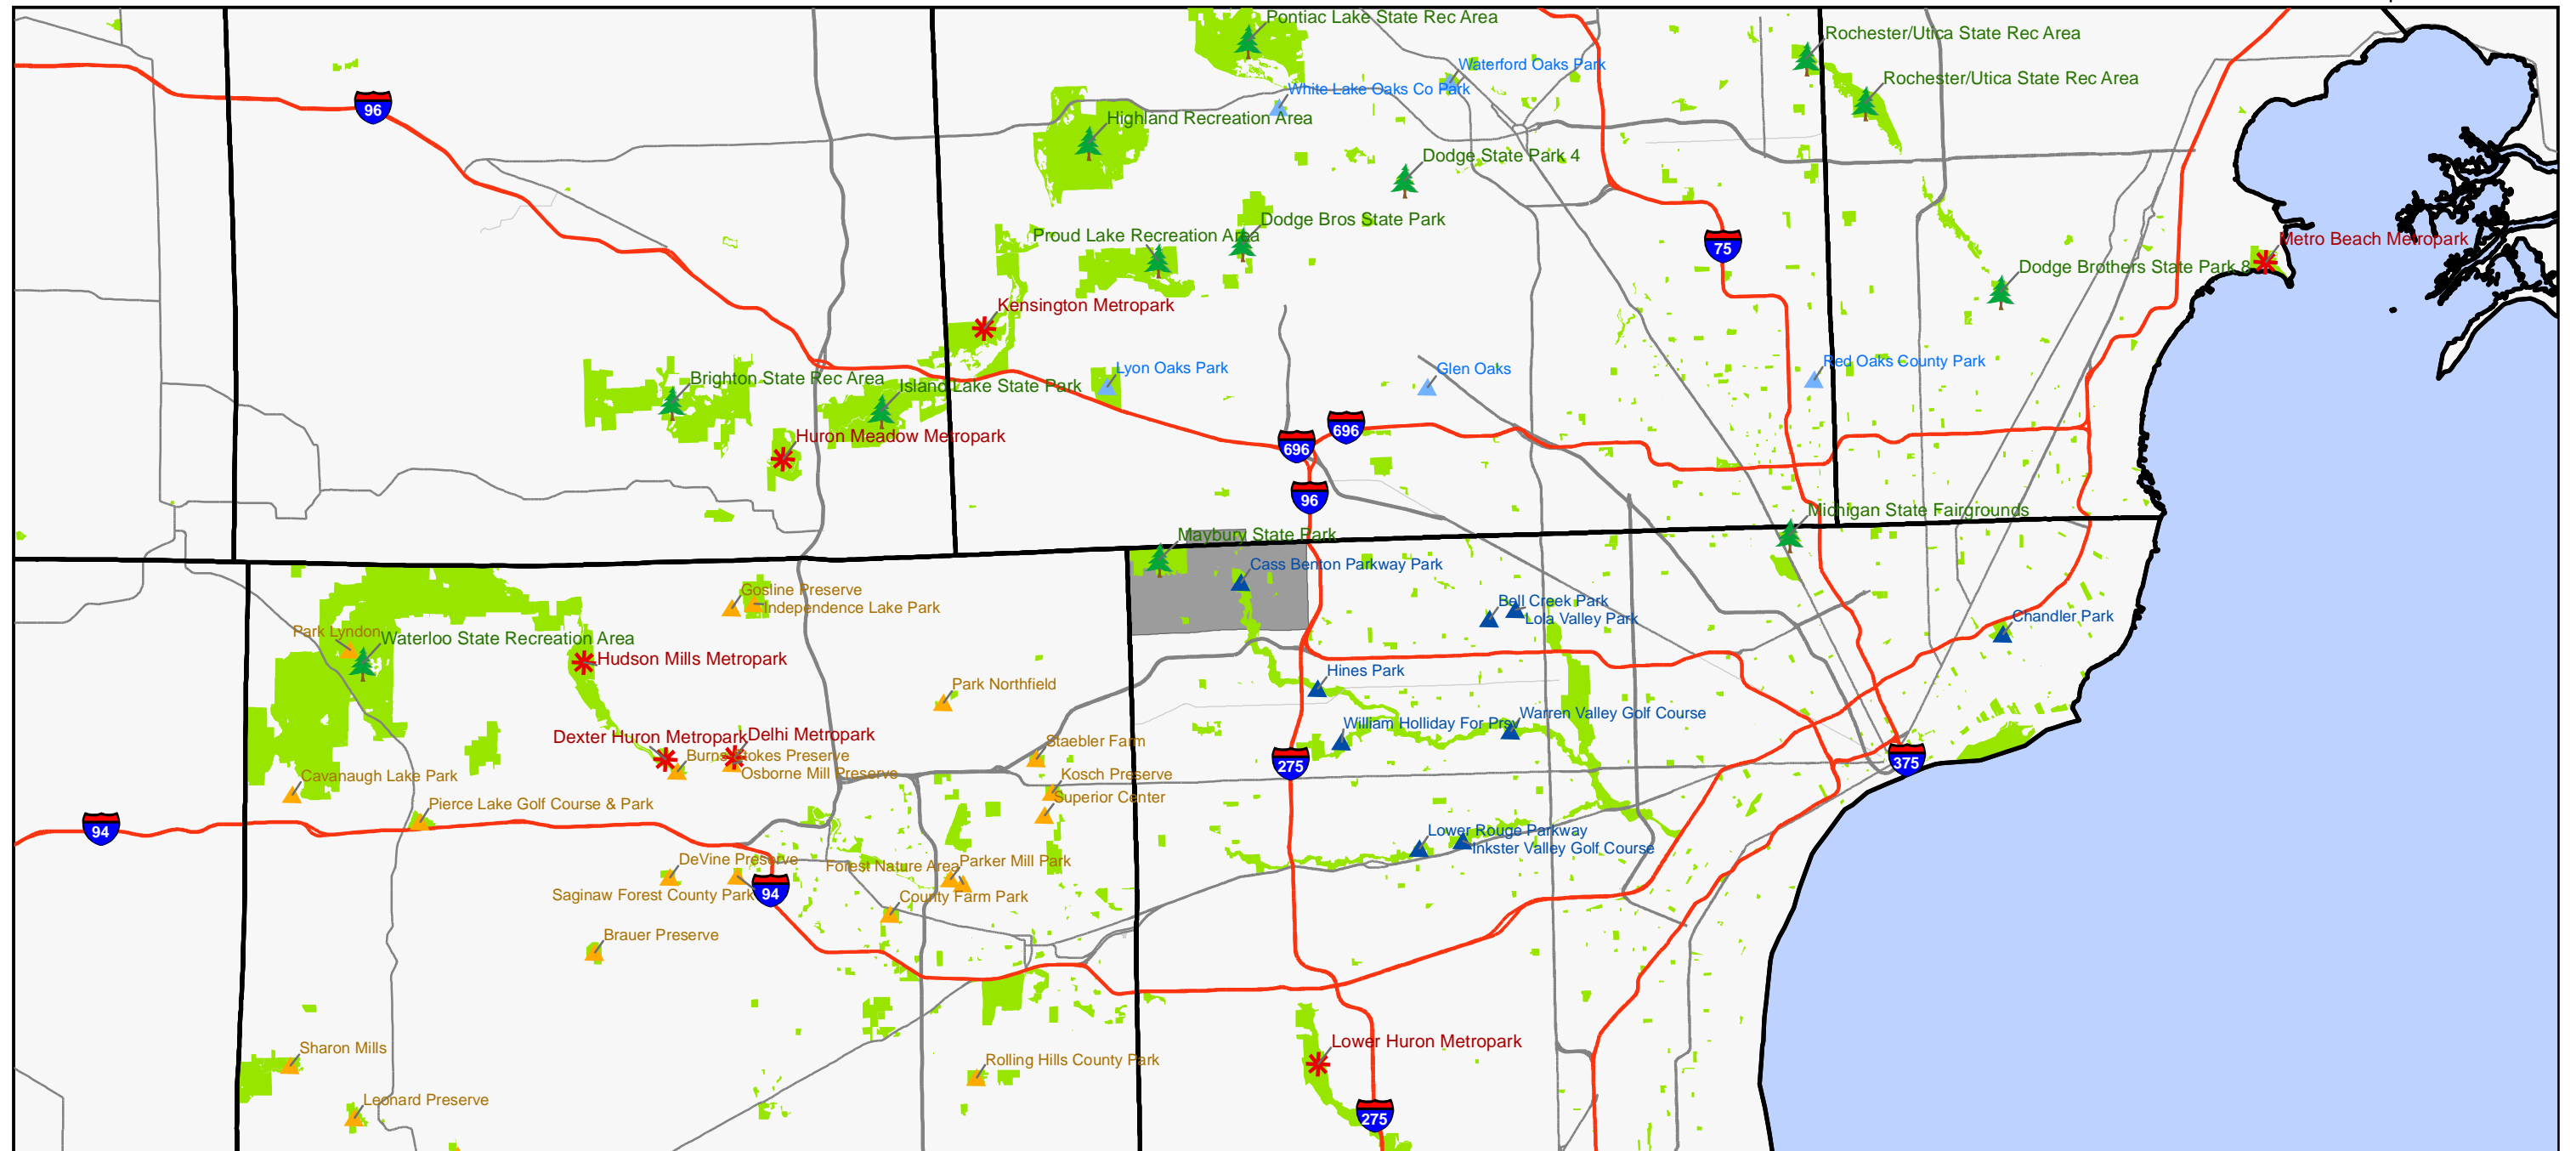 Pontiac Lake State Rec Area
Rochester/Utica State Rec Area
Waterford Oaks Park
Rochester/Utica State Rec Area
White Lake Oaks Co Park
96
Highland Recreation Area
Dodge State Park 4
Dodge Bros State Park
Proud Lake Recreation Area
75
Metro Beach Metropark
Dodge Brothers State Park 8
Kensington Metropark
Lyon Oaks Park
Glen Oaks
Red Oaks County Park
Brighton State Rec Area
Island Lake State Park
Huron Meadow Metropark
696
696
96
Michigan State Fairgrounds
Maybury State Park
Cass Benton Parkway Park
Gosline Preserve
Independence Lake Park
Bell Creek Park
Lola Valley Park
Chandler Park
Park Lyndon
Waterloo State Recreation Area
Hudson Mills Metropark
Hines Park
Park Northfield
William Holliday For Prsv
Warren Valley Golf Course
Dexter Huron Metropark
Delhi Metropark
Staebler Farm
Burns Stokes Preserve
Osborne Mill Preserve
275
375
Cavanaugh Lake Park
Kosch Preserve
Superior Center
Pierce Lake Golf Course & Park
94
Lower Rouge Parkway
Inkster Valley Golf Course
DeVine Preserve
Forest Nature Area
Parker Mill Park
Saginaw Forest County Park
94
County Farm Park
Brauer Preserve
Lower Huron Metropark
Sharon Mills
Rolling Hills County Park
Leonard Preserve
275